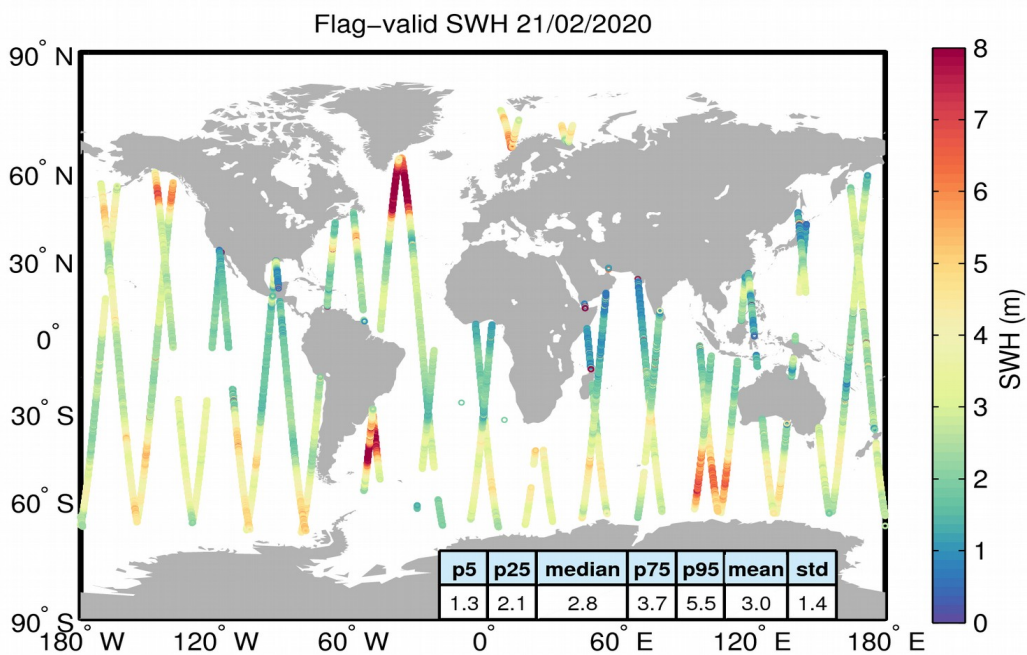 Flag−valid SWH 21/02/2020
90° N
60° N
30° N
0°
30° S
60° S
90° S
180° W
120° W
60° W
0°
60° E
120° E
180° E
p5 p25 median p75 p95 mean std
1.3 2.1 2.8 3.7 5.5 3.0 1.4
8
7
6
5
4
3
2
1
0
SWH (m)